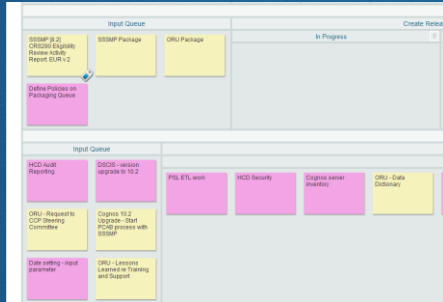 Input Queue
Create Relea
In Progress
SSSMP [8.2]
ORS299 Eligibility
Review Activity
Report EUR v.2
SSSMP Package
ORU Package
Define Policies on
Packaging Queue
Input Queue
HCD Audit
Reporting
DSCIS - version
upgrade to 10.2
PSL ETL work
HCD Security
Cognos server
inventory
ORU - Data
Dictionary
ORU - Request to
CCP Steering
Committee
Cognos 10.2
Upgrade - Start
PCAB process with
SSSMP
Date setting - input
parameter
ORU - Lessons
Learned re Training
and Support